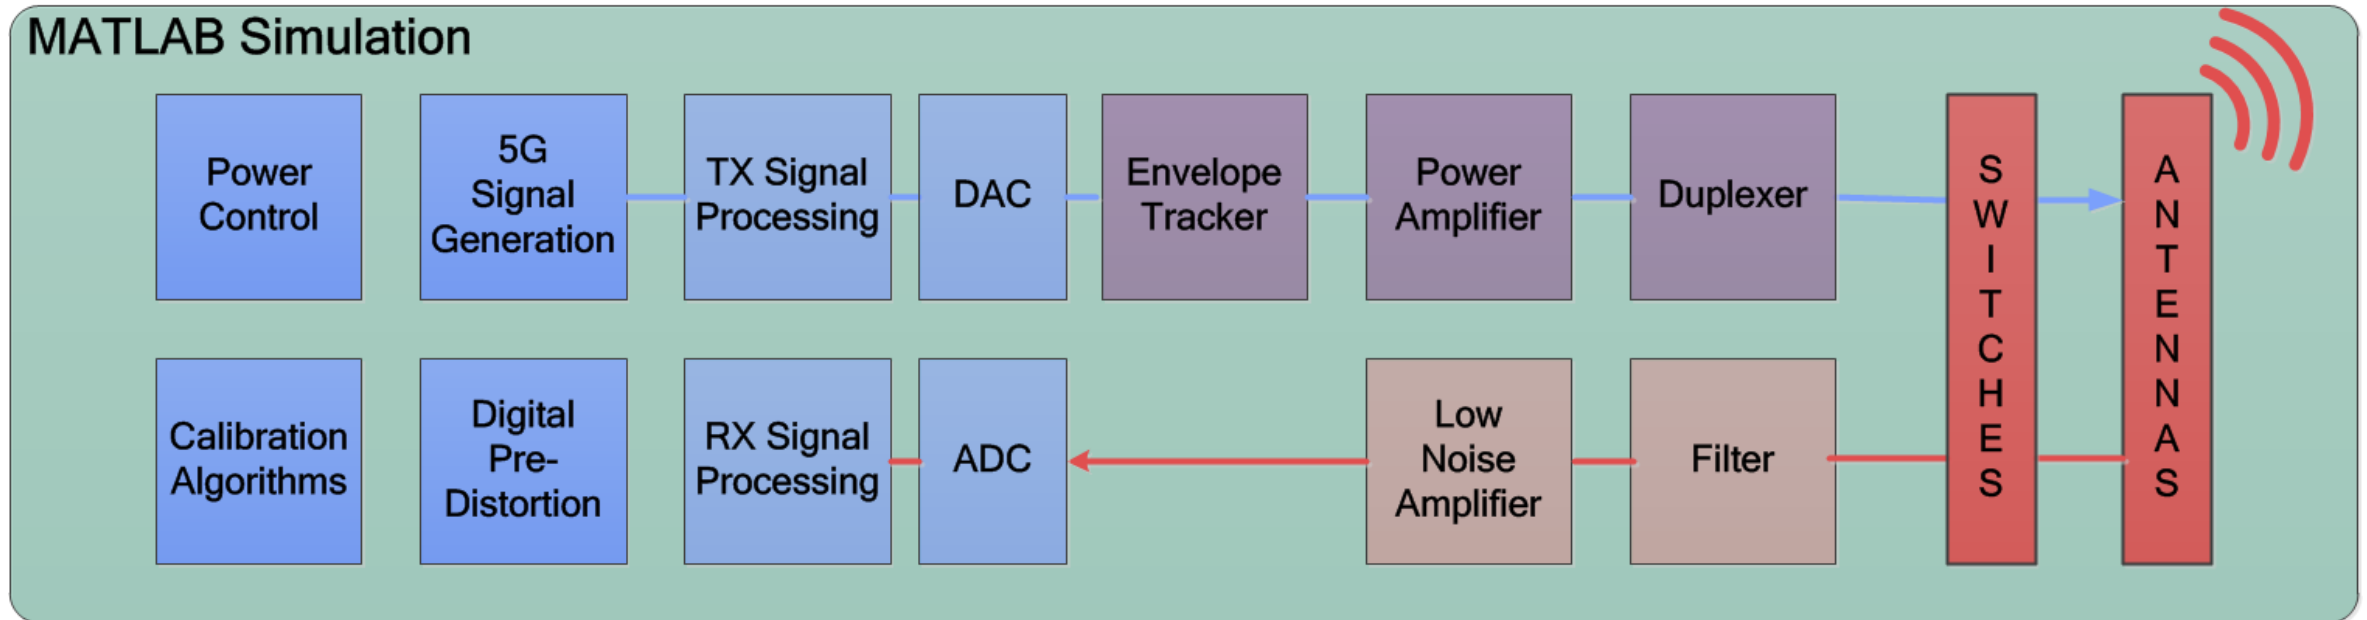 MATLAB Simulation
Power
Control
5G
Signal
Generation
TX Signal
Processing
DAC
Envelope
Tracker
Power
Amplifier
Duplexer
S
W
I
T
C
H
E
S
A
N
T
E
N
N
A
S
Calibration
Algorithms
Digital
Pre-
Distortion
RX Signal
Processing
ADC
Low
Noise
Amplifier
Filter